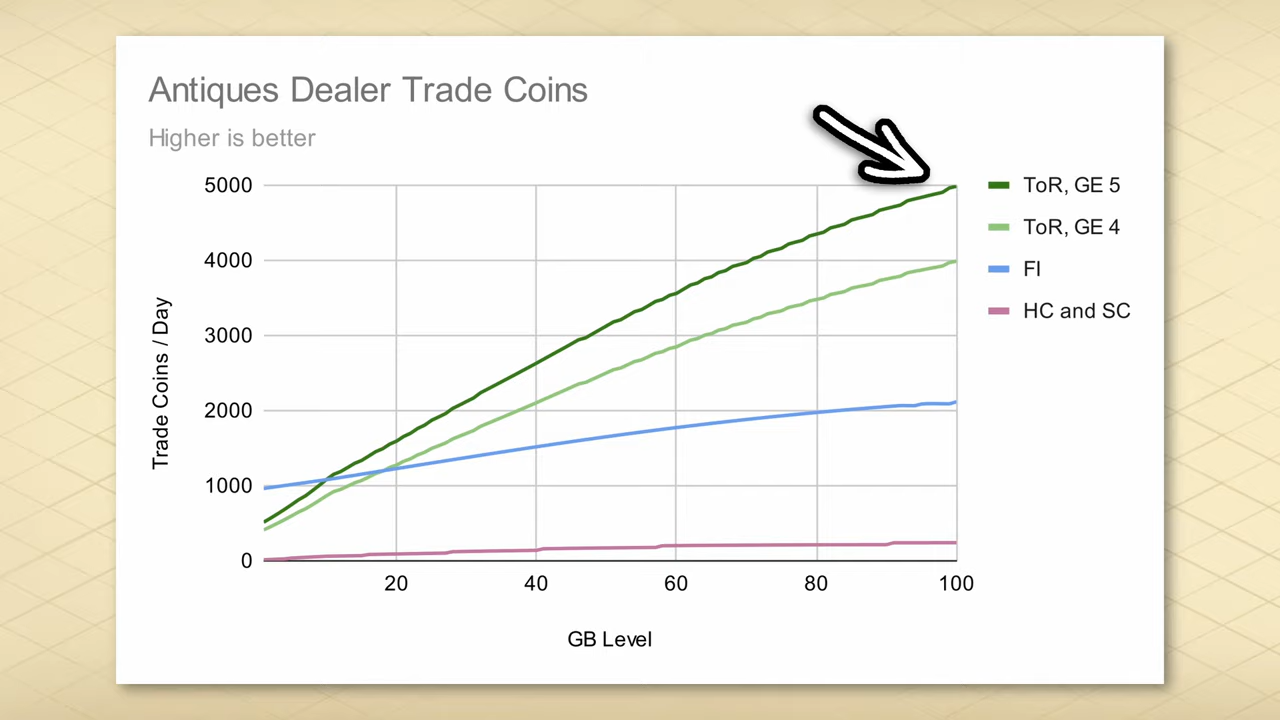 Antiques Dealer Trade Coins
Higher is better
5000
4000
3000
2000
1000
0
Trade Coins / Day
20 40 60 80 100
GB Level
ToR, GE 5
ToR, GE 4
FI
HC and SC